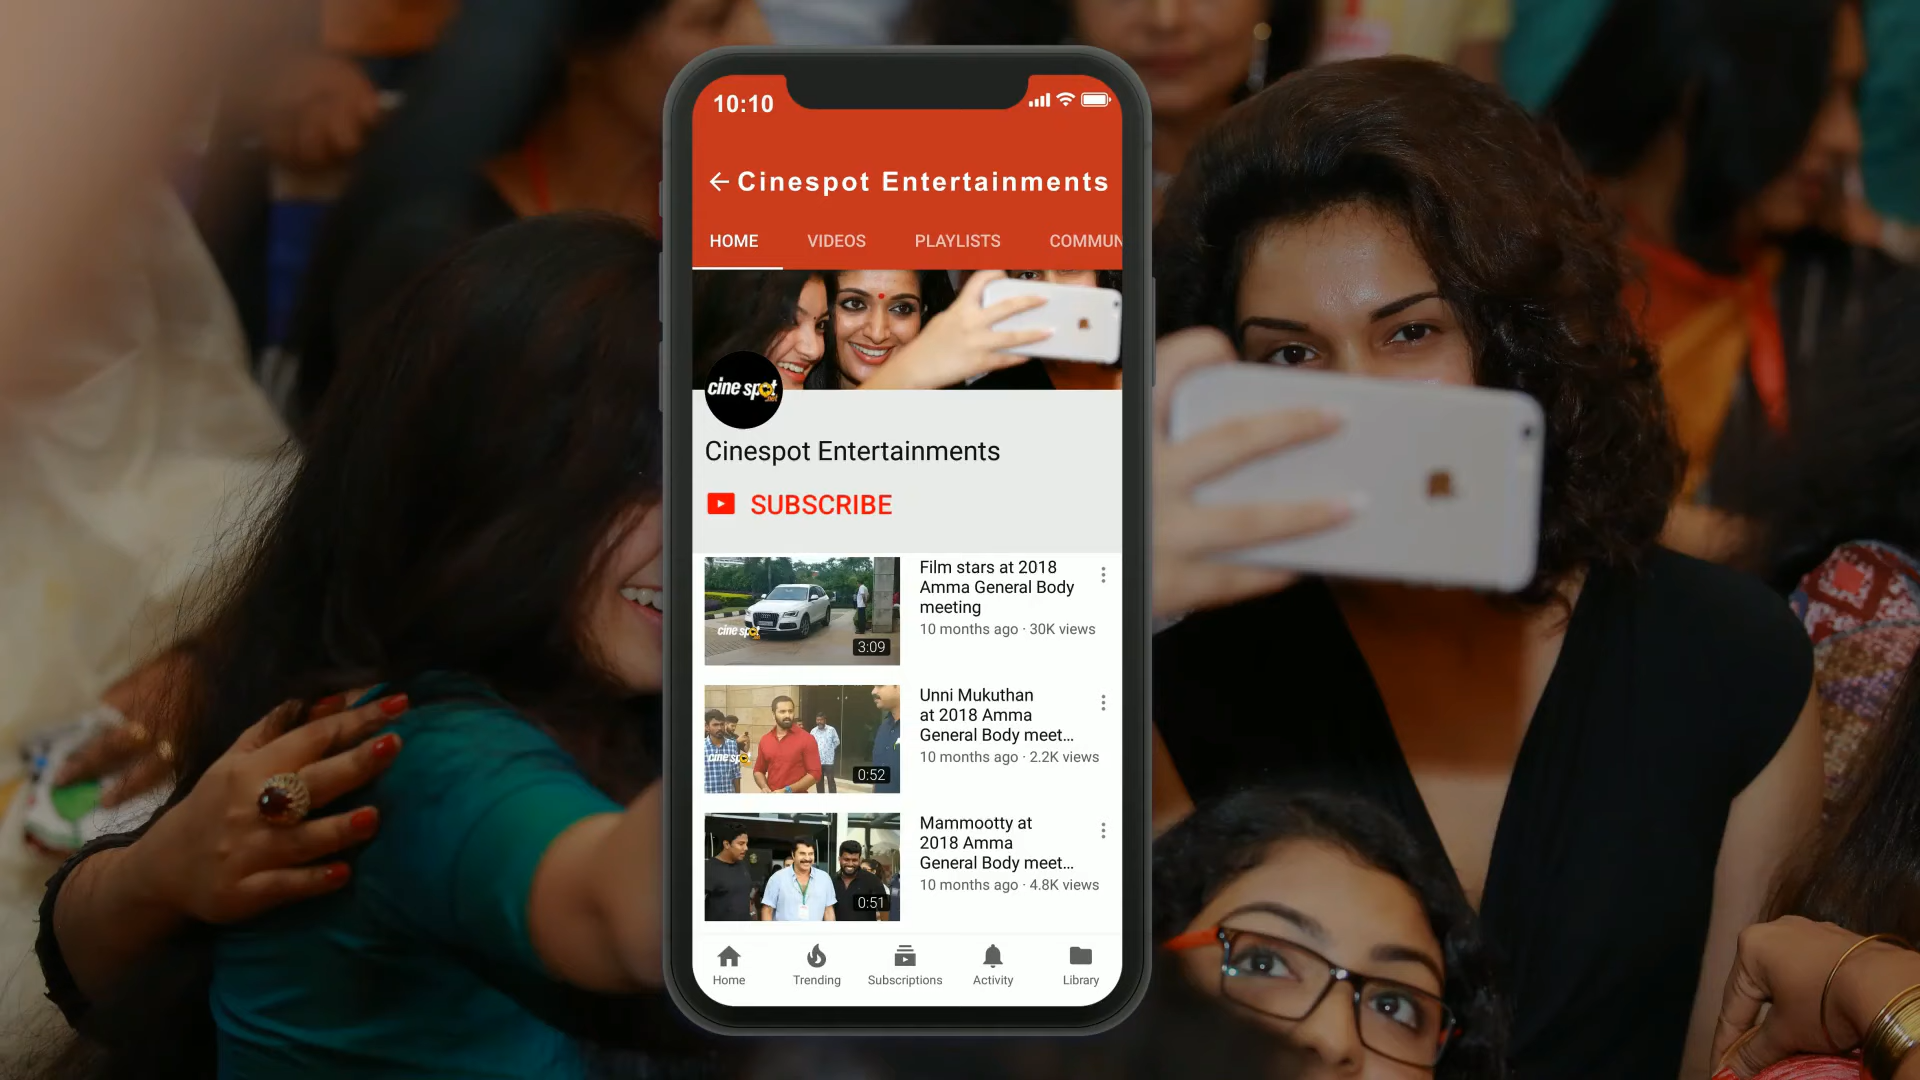 10:10
Cinespot Entertainments
HOME VIDEOS PLAYLISTS COMMUN
cine spot
.net
Cinespot Entertainments
SUBSCRIBE
Film stars at 2018
Amma General Body
meeting
10 months ago · 30K views
cine spot
3:09
Unni Mukuthan
at 2018 Amma
General Body meet...
10 months ago · 2.2K views
cine spot
0:52
Mammootty at
2018 Amma
General Body meet...
10 months ago · 4.8K views
0:51
Home Trending Subscriptions Activity Library